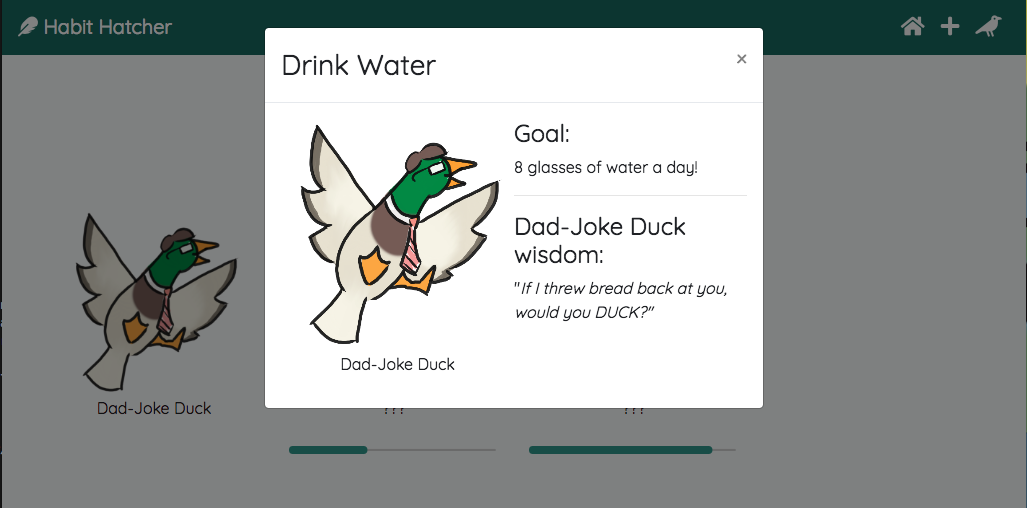 Habit Hatcher
Drink Water
×
Goal:
8 glasses of water a day!
Dad-Joke Duck
wisdom:
"If I threw bread back at you,
would you DUCK?"
Dad-Joke Duck
Dad-Joke Duck
???
???